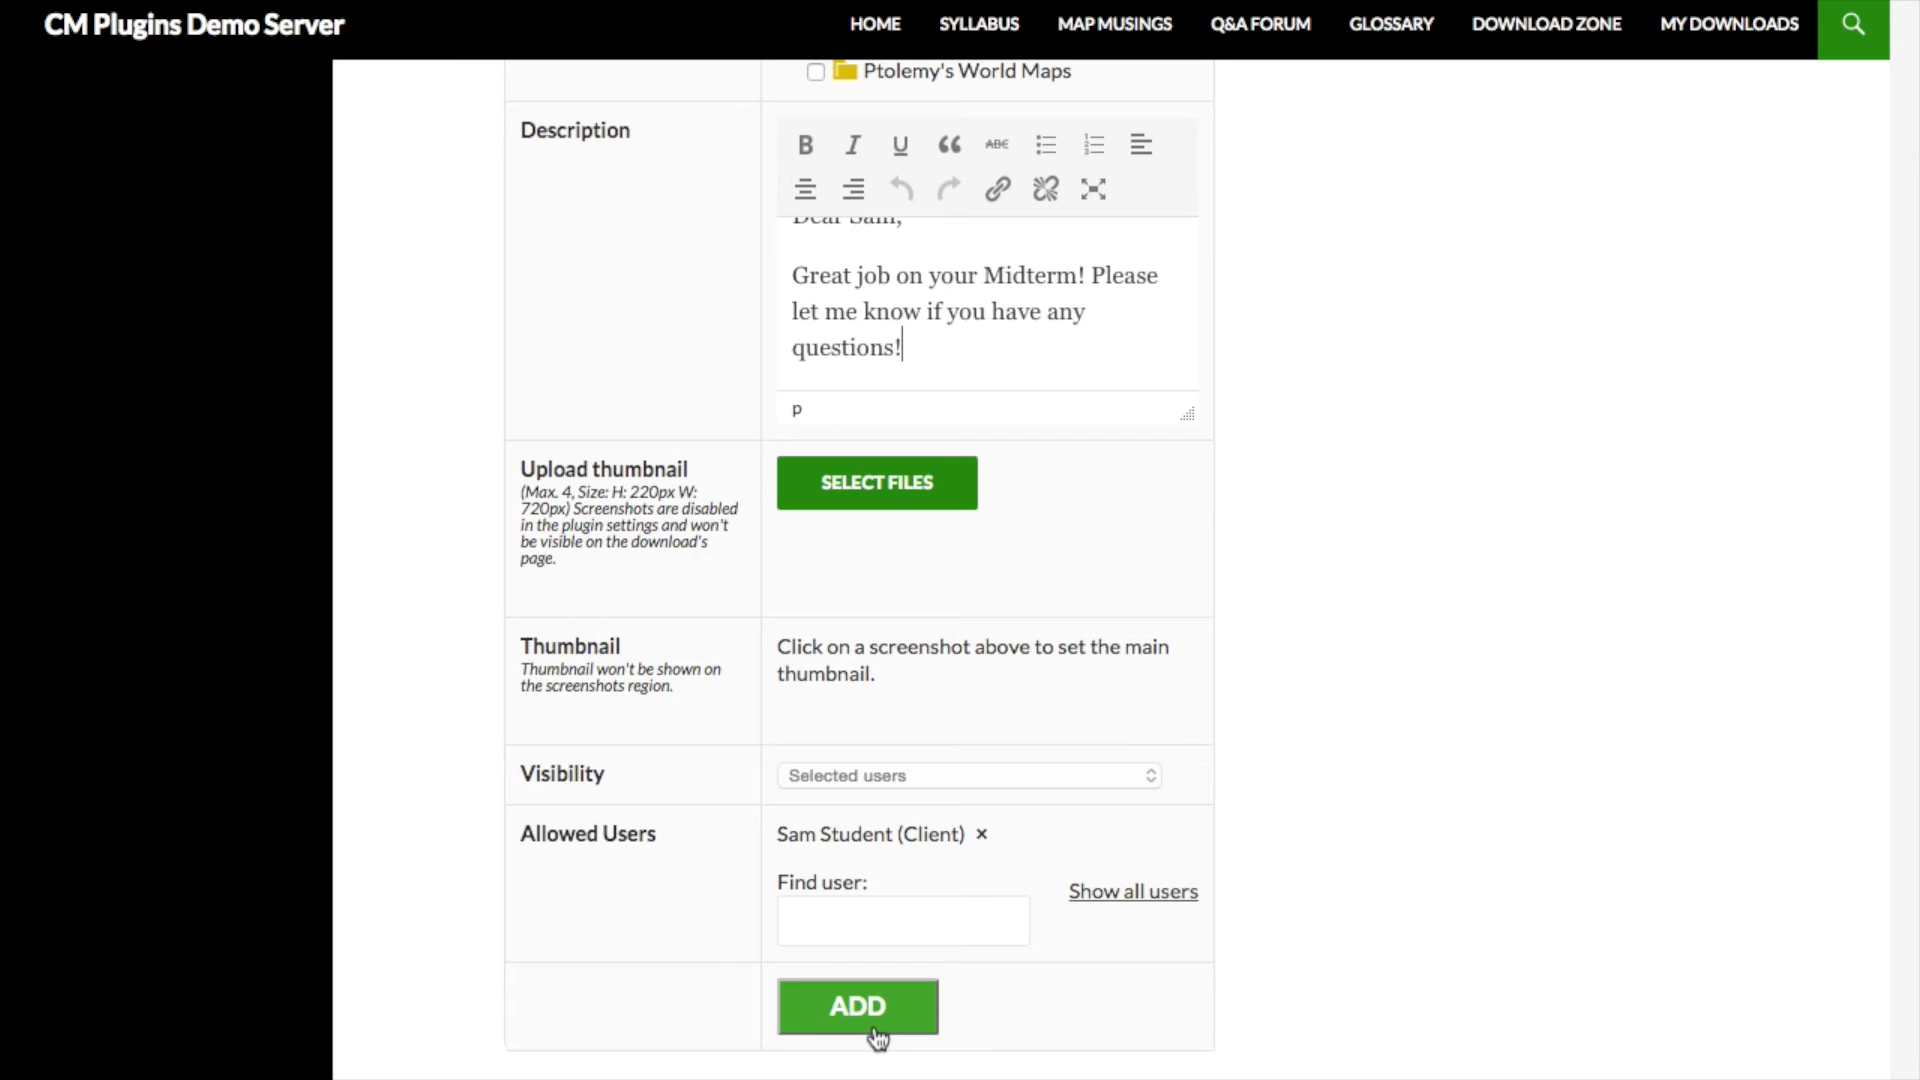 CM Plugins Demo Server
HOME
SYLLABUS
MAP MUSINGS
Q&A FORUM
GLOSSARY
DOWNLOAD ZONE
MY DOWNLOADS
Ptolemy's World Maps
Description
B I U ABC
Dear Sam,
Great job on your Midterm! Please
let me know if you have any
questions!
p
Upload thumbnail
(Max. 4, Size: H: 220px W:
720px) Screenshots are disabled
in the plugin settings and won't
be visible on the download's
page.
SELECT FILES
Thumbnail
Thumbnail won't be shown on
the screenshots region.
Click on a screenshot above to set the main
thumbnail.
Visibility
Selected users
Allowed Users
Sam Student (Client) ×
Find user:
Show all users
ADD